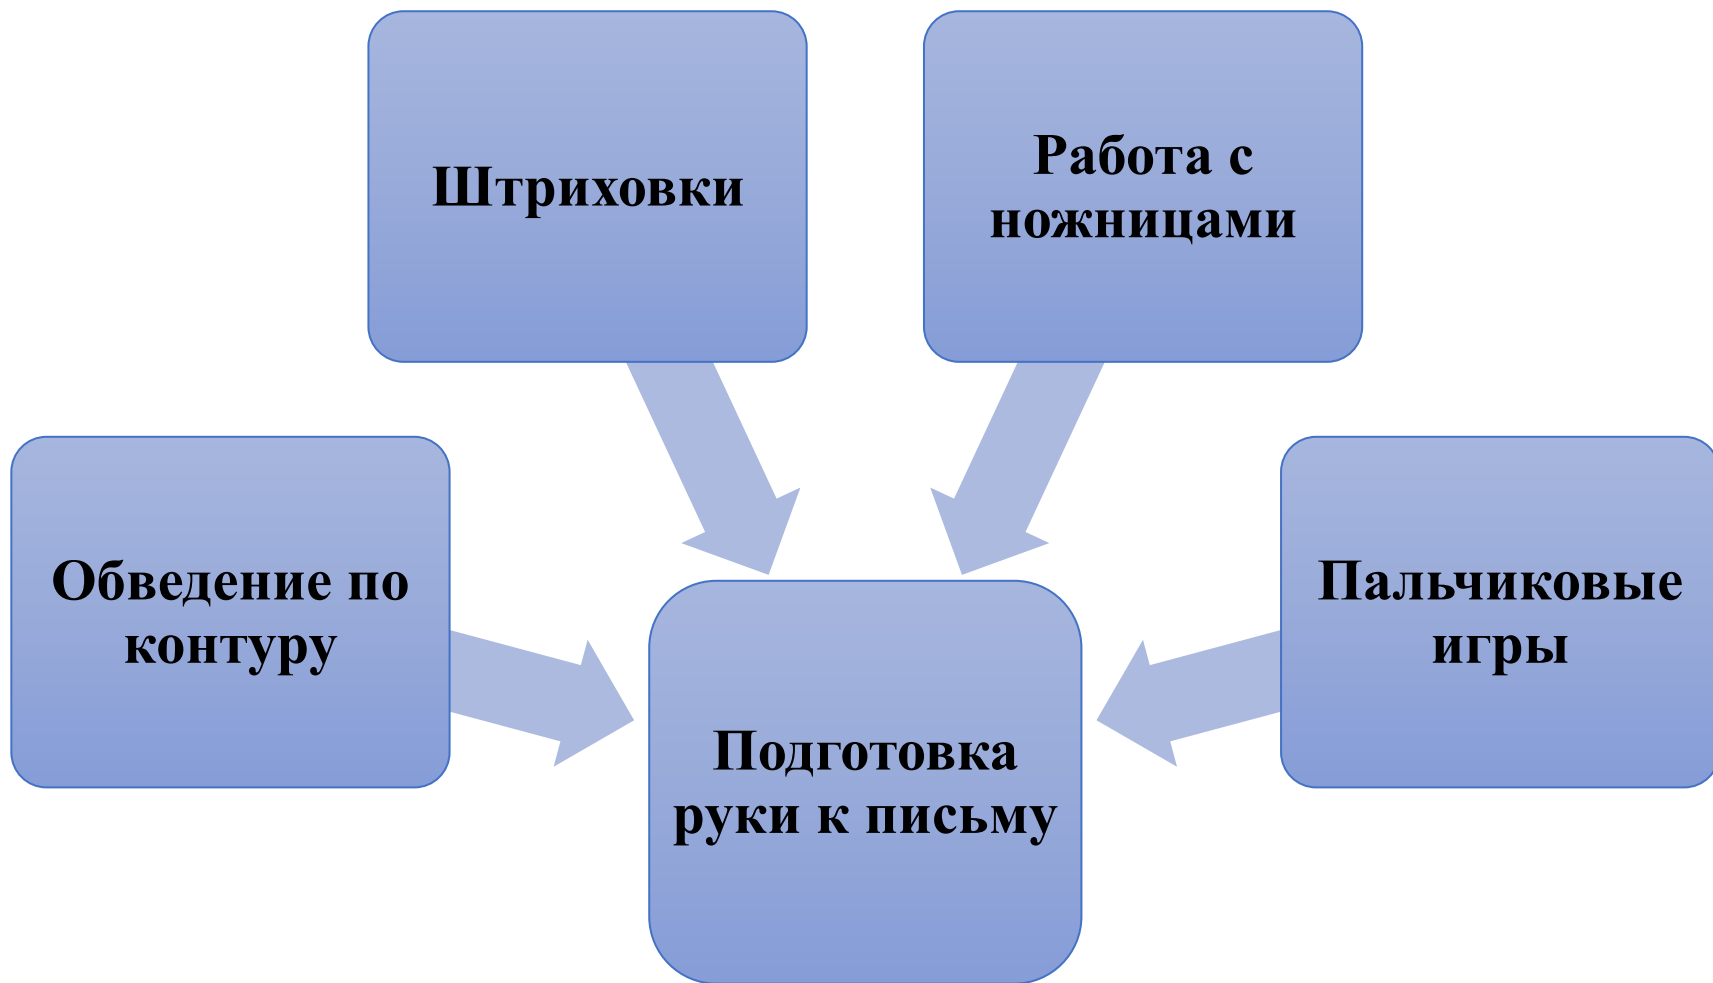 Штриховки
Работа с
ножницами
Обведение по
контуру
Пальчиковые
игры
Подготовка
руки к письму